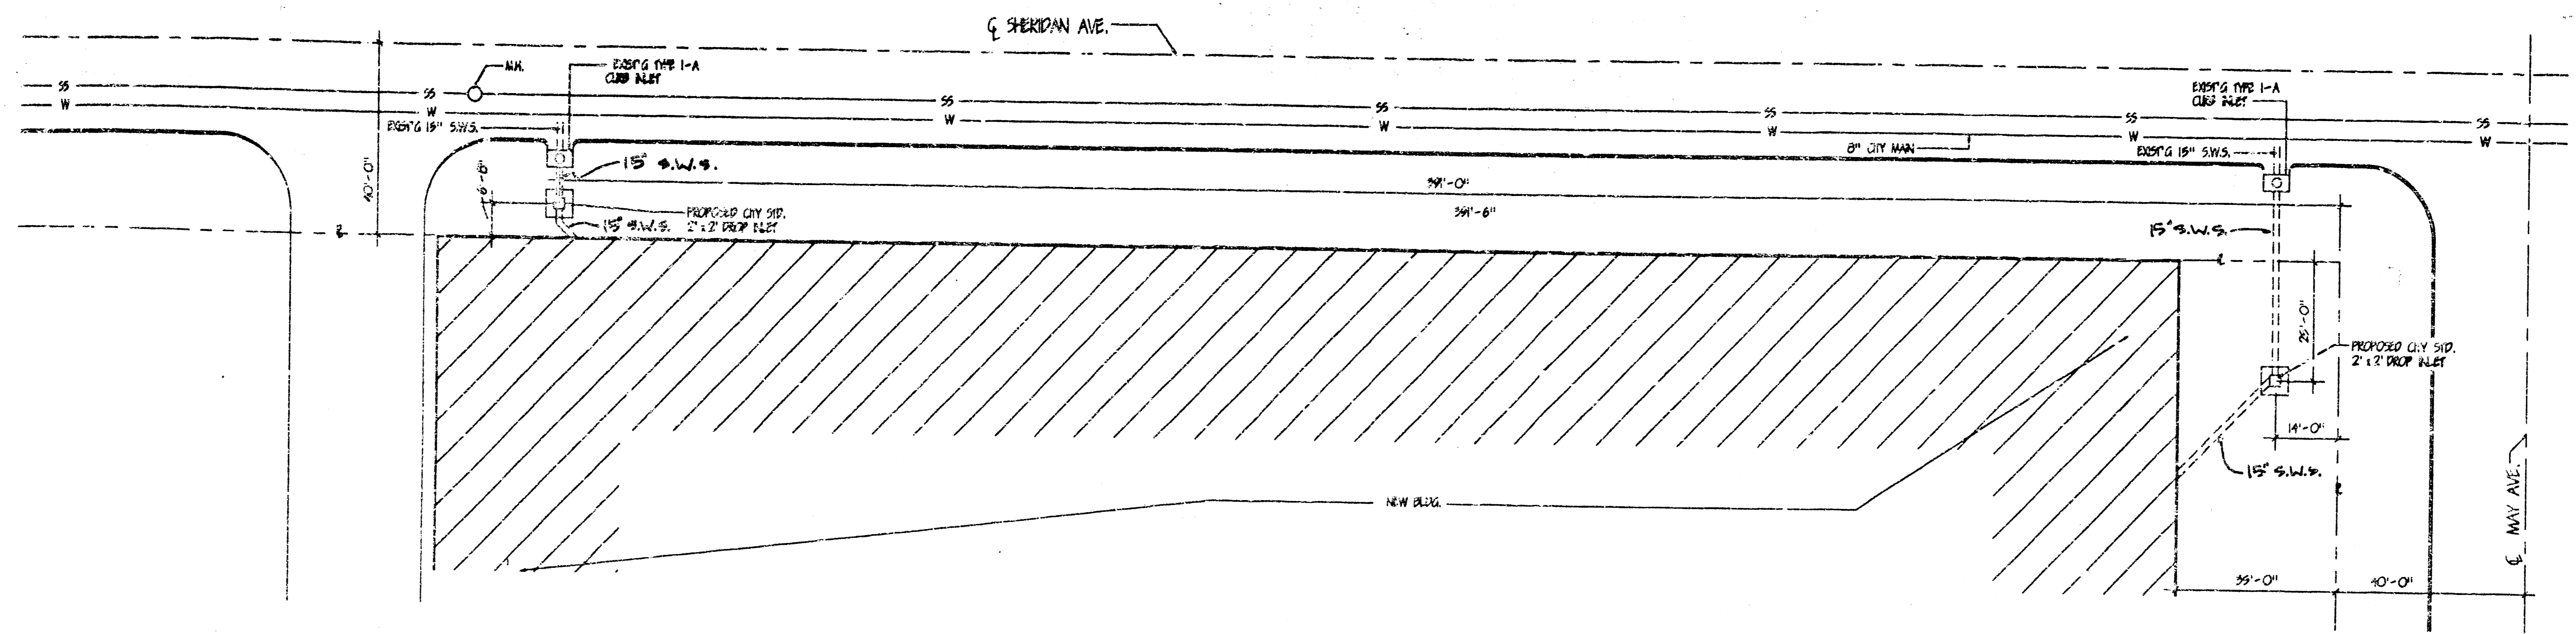 ℄ SHERIDAN AVE.
M.H.
EXIST'G TYPE 1-A
CURB INLET
EXIST'G TYPE 1-A
CURB INLET
SS
SS
SS
SS
SS
SS
SS
W
W
W
W
W
W
W
EXIST'G 15" S.W.S.
8" CITY MAIN
EXIST'G 15" S.W.S.
15" S.W.S.
40'-0"
391'-0"
391'-6"
PROPOSED CITY STD.
2' x 2' DROP INLET
15" S.W.S.
15" S.W.S.
25'-0"
PROPOSED CITY STD.
2' x 2' DROP INLET
14'-0"
15" S.W.S.
NEW BLDG.
℄ MAY AVE.
35'-0"
40'-0"